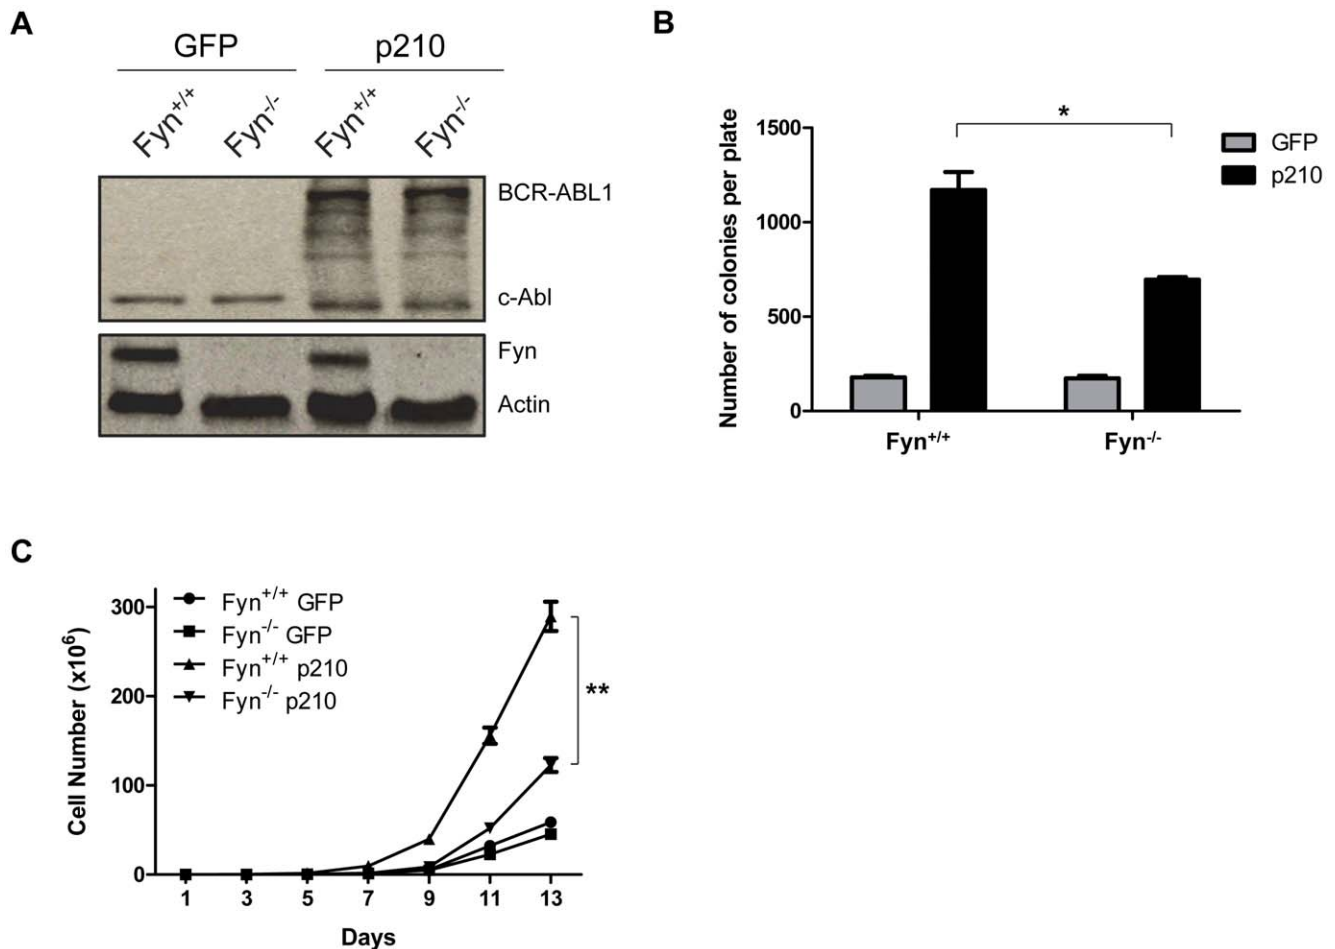 A
GFP p210
Fyn+/+ Fyn-/- Fyn+/+ Fyn-/-
BCR-ABL1
c-Abl
Fyn
Actin
B
*
1500
1000
500
0
Number of colonies per plate
GFP
p210
Fyn+/+ Fyn-/-
C
300
200
100
0
Cell Number (x10⁶)
Fyn+/+ GFP
Fyn-/- GFP
Fyn+/+ p210
Fyn-/- p210
**
1 3 5 7 9 11 13
Days